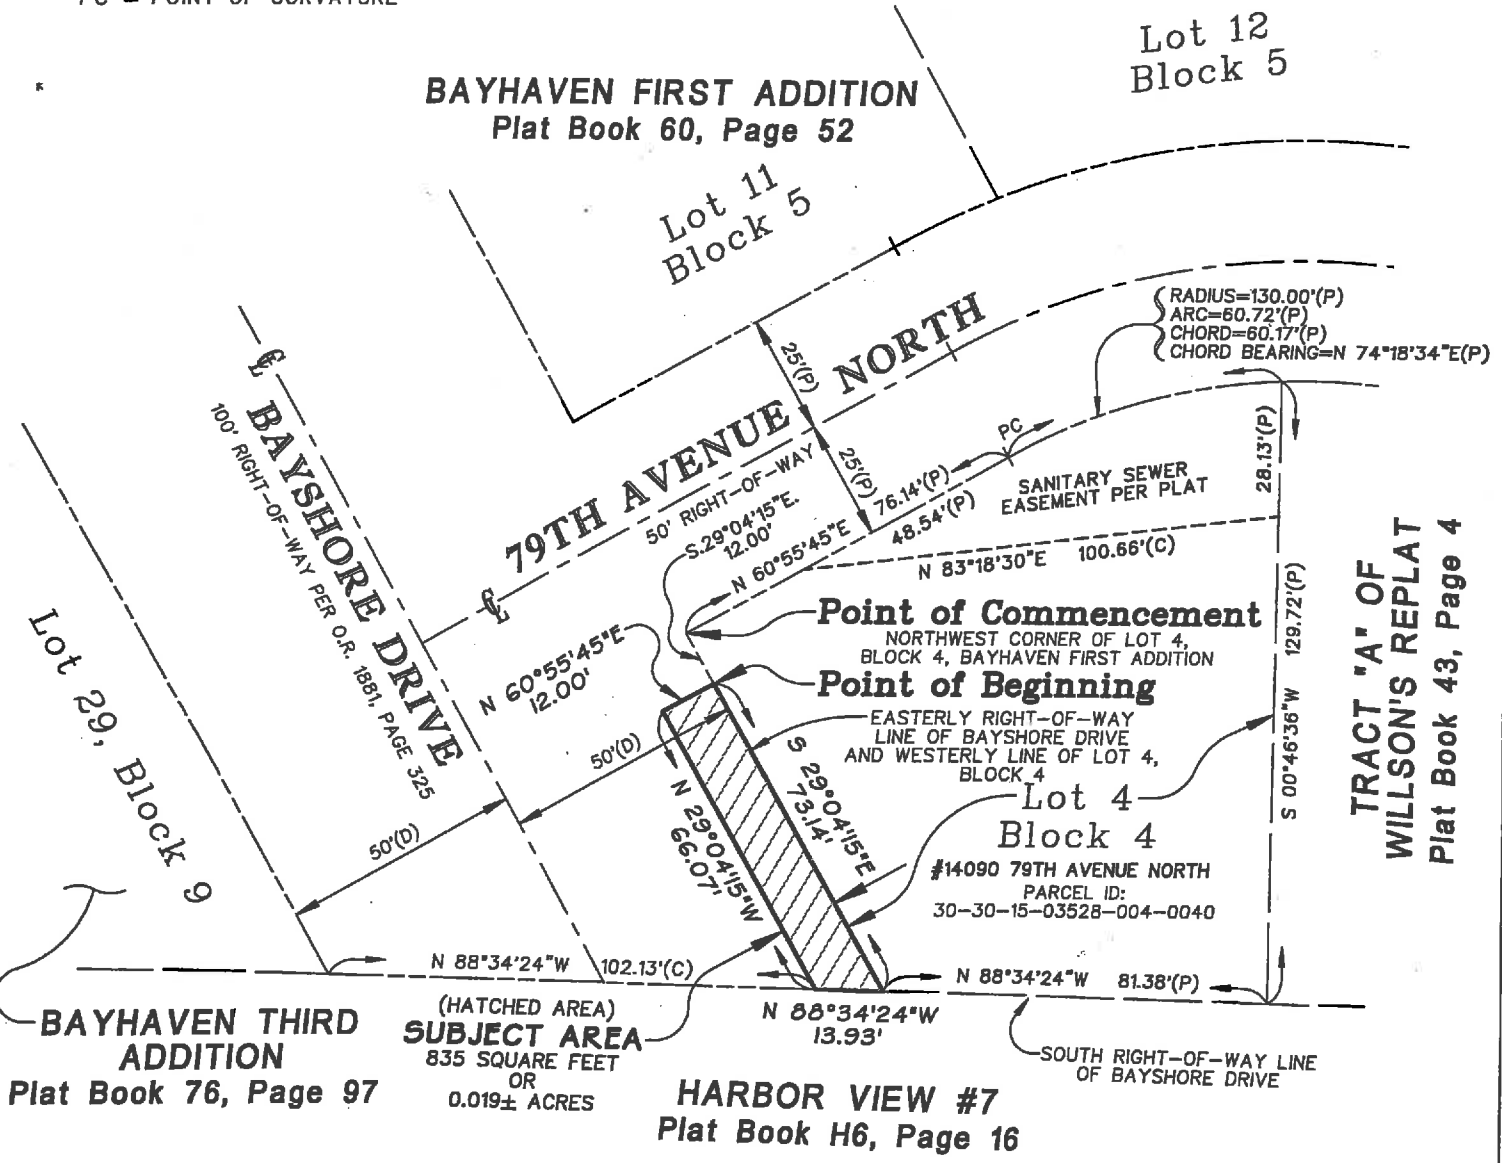 PC = POINT OF CURVATURE
Lot 12
Block 5
BAYHAVEN FIRST ADDITION
Plat Book 60, Page 52
Lot 11
Block 5
RADIUS=130.00'(P)
ARC=60.72'(P)
CHORD=60.17'(P)
CHORD BEARING=N 74°18'34"E(P)
25'(P)
79TH AVENUE NORTH
50' RIGHT-OF-WAY
25'(P)
PC
76.14'(P)
48.54'(P)
N 60°55'45"E
SANITARY SEWER
EASEMENT PER PLAT
28.13'(P)
N 83°18'30"E 100.66'(C)
S.29°04'15"E.
12.00'
BAYSHORE DRIVE
100' RIGHT-OF-WAY PER O.R. 1881, PAGE 325
Point of Commencement
NORTHWEST CORNER OF LOT 4,
BLOCK 4, BAYHAVEN FIRST ADDITION
Point of Beginning
EASTERLY RIGHT-OF-WAY
LINE OF BAYSHORE DRIVE
AND WESTERLY LINE OF LOT 4,
BLOCK 4
N 60°55'45"E
12.00'
50'(D)
50'(D)
S 29°04'15"E
73.14'
N 29°04'15"W
66.07'
Lot 4
Block 4
#14090 79TH AVENUE NORTH
PARCEL ID:
30-30-15-03528-004-0040
S 00°46'36"W 129.72'(P)
TRACT "A" OF
WILLSON'S REPLAT
Plat Book 43, Page 4
Lot 29, Block 9
N 88°34'24"W 102.13'(C)
N 88°34'24"W
13.93'
N 88°34'24"W 81.38'(P)
(HATCHED AREA)
SUBJECT AREA
835 SQUARE FEET
OR
0.019± ACRES
BAYHAVEN THIRD
ADDITION
Plat Book 76, Page 97
SOUTH RIGHT-OF-WAY LINE
OF BAYSHORE DRIVE
HARBOR VIEW #7
Plat Book H6, Page 16